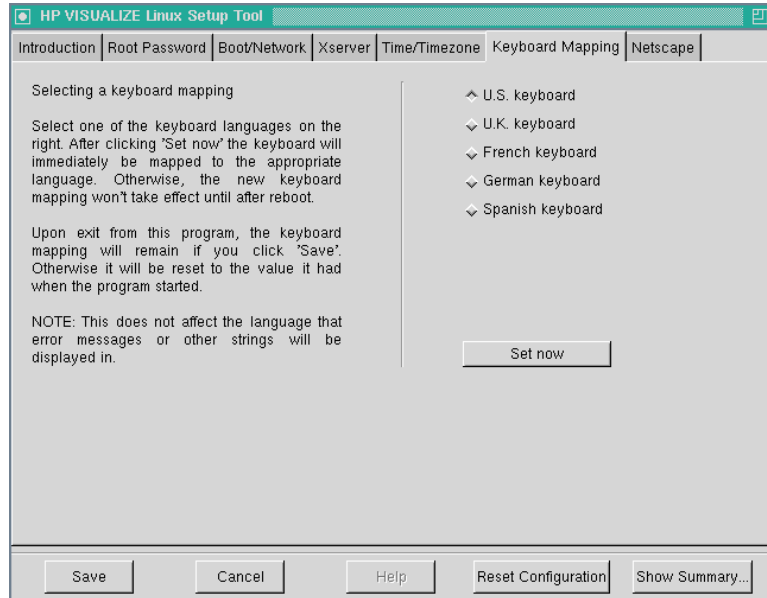 HP VISUALIZE Linux Setup Tool
Introduction Root Password Boot/Network Xserver Time/Timezone Keyboard Mapping Netscape
Selecting a keyboard mapping
Select one of the keyboard languages on the
right. After clicking 'Set now' the keyboard will
immediately be mapped to the appropriate
language. Otherwise, the new keyboard
mapping won't take effect until after reboot.
Upon exit from this program, the keyboard
mapping will remain if you click 'Save'.
Otherwise it will be reset to the value it had
when the program started.
NOTE: This does not affect the language that
error messages or other strings will be
displayed in.
U.S. keyboard
U.K. keyboard
French keyboard
German keyboard
Spanish keyboard
Set now
Save Cancel Help Reset Configuration Show Summary...